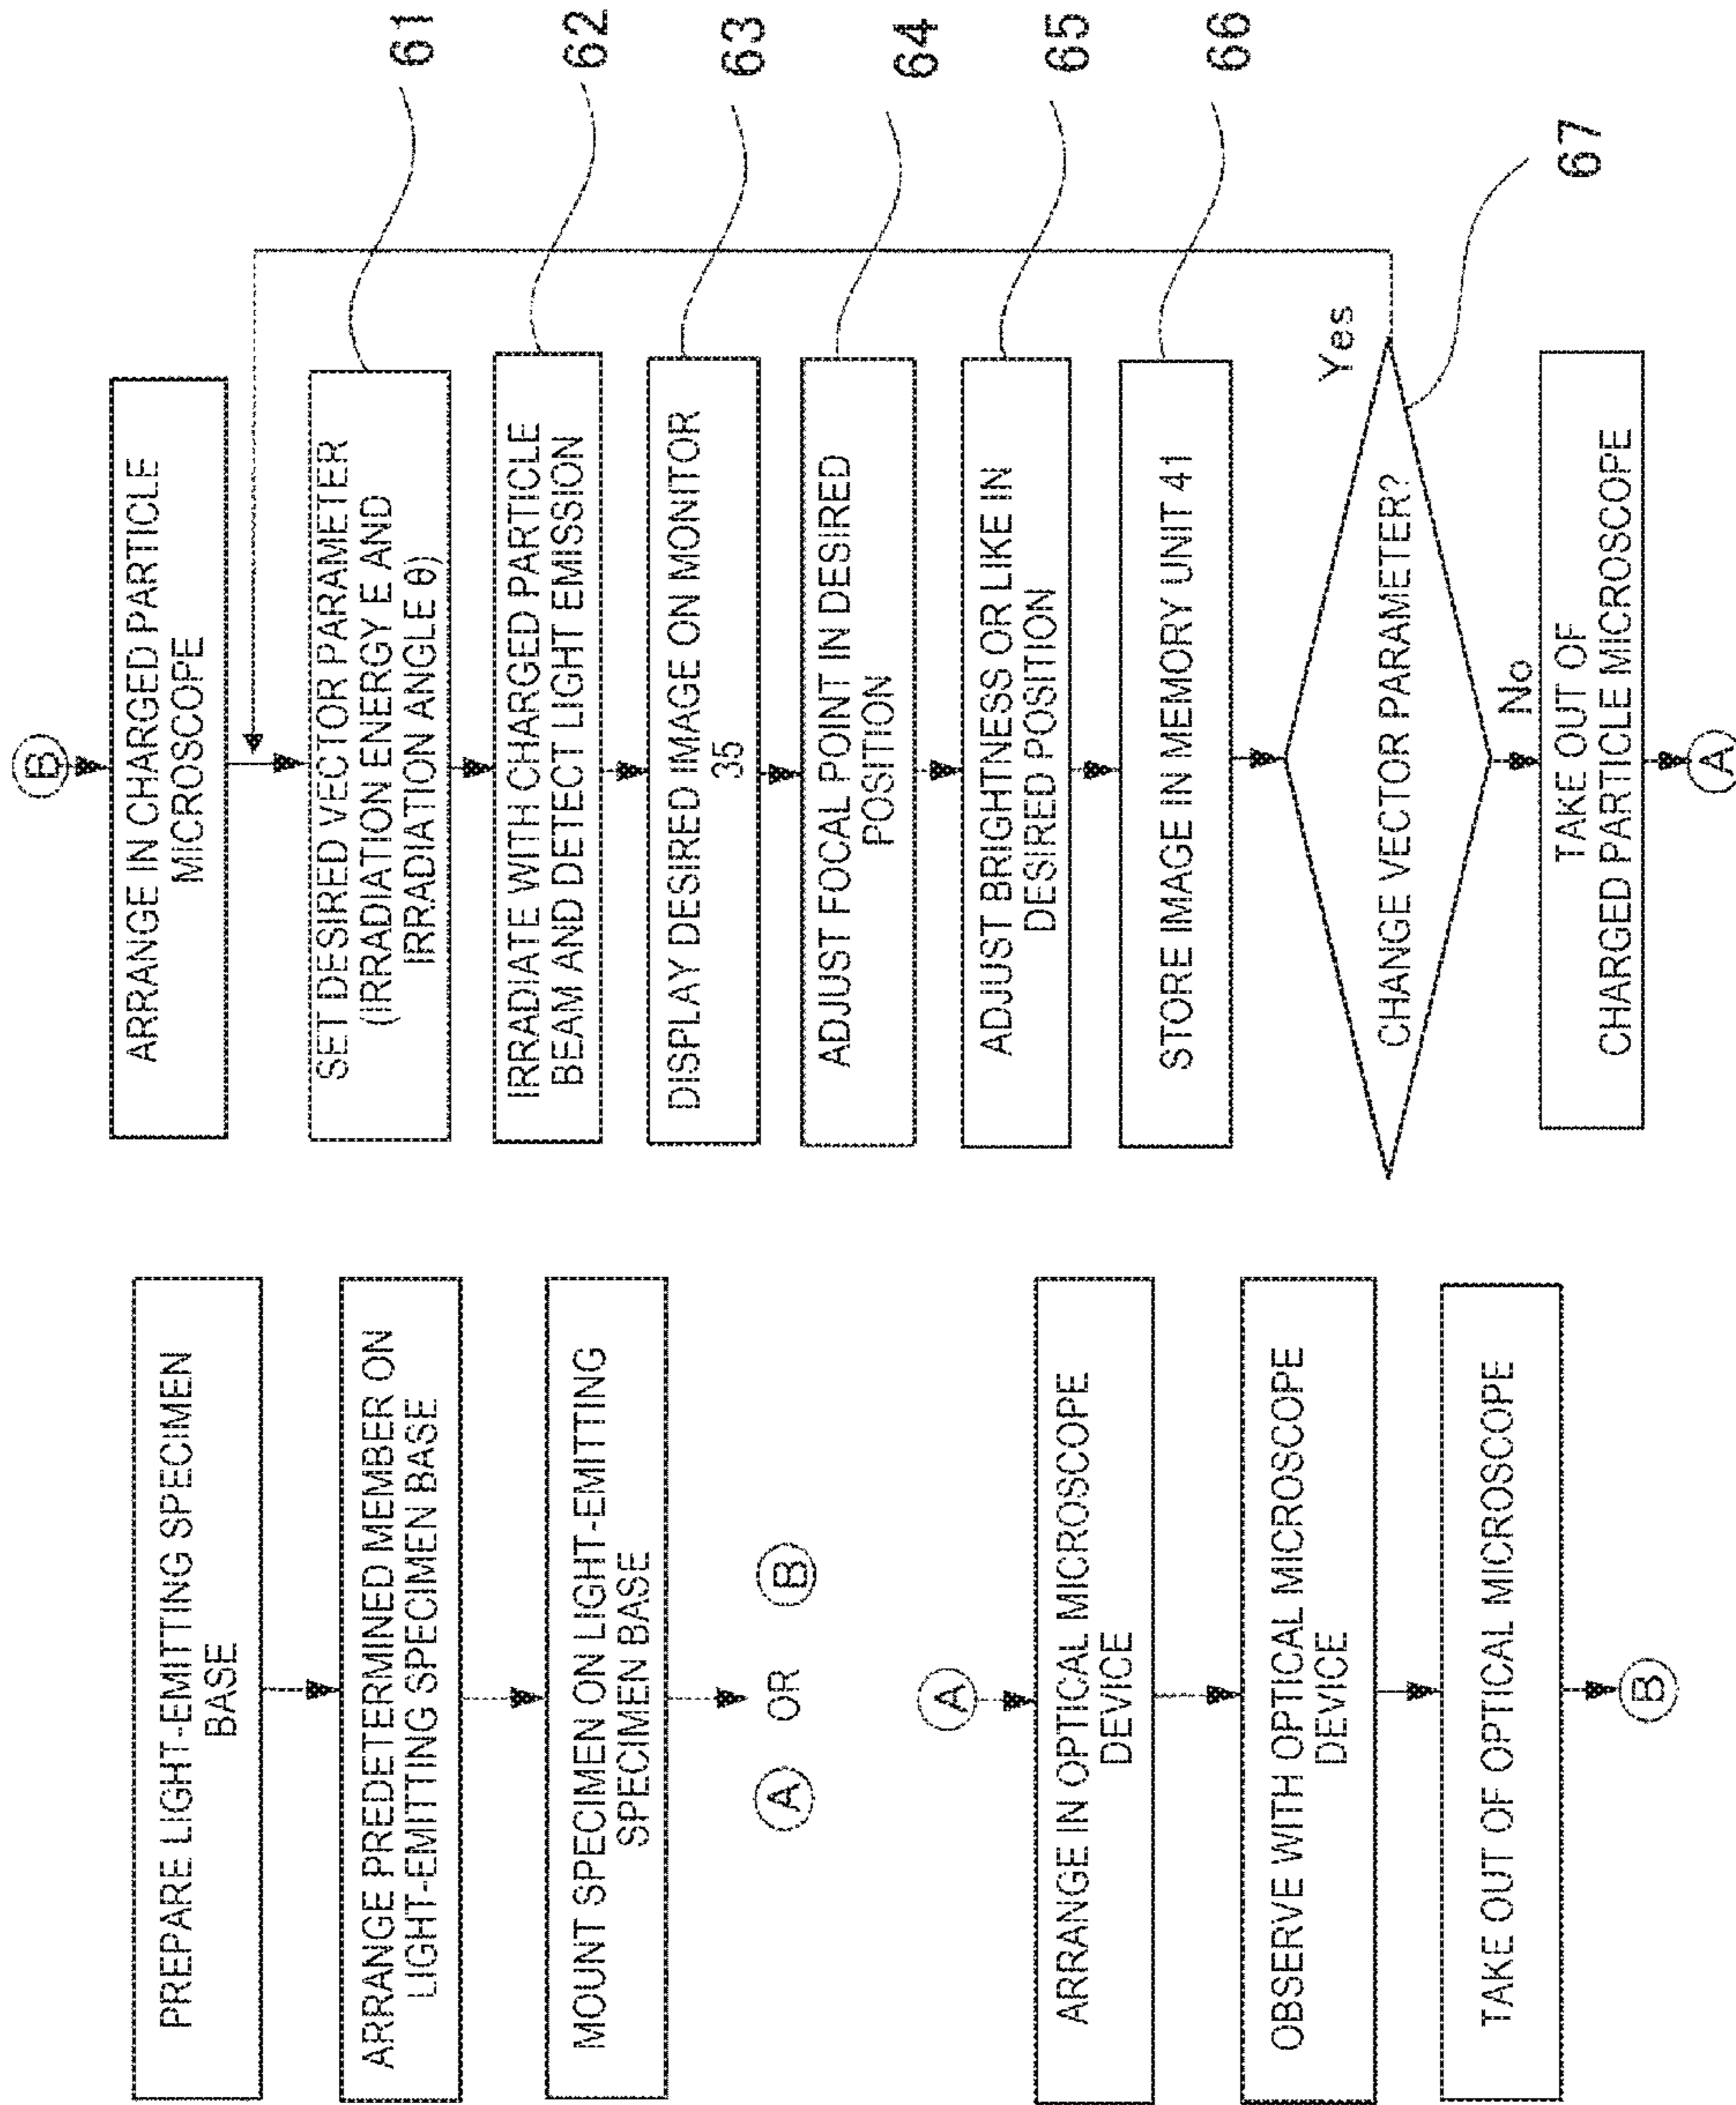 PREPARE LIGHT-EMITTING SPECIMEN
BASE
ARRANGE PREDETERMINED MEMBER ON
LIGHT-EMITTING SPECIMEN BASE
MOUNT SPECIMEN ON LIGHT-EMITTING
SPECIMEN BASE
A OR B
A
ARRANGE IN OPTICAL MICROSCOPE
DEVICE
OBSERVE WITH OPTICAL MICROSCOPE
DEVICE
TAKE OUT OF OPTICAL MICROSCOPE
B
B
ARRANGE IN CHARGED PARTICLE
MICROSCOPE
SET DESIRED VECTOR PARAMETER
(IRRADIATION ENERGY E AND
IRRADIATION ANGLE θ)
61
IRRADIATE WITH CHARGED PARTICLE
BEAM AND DETECT LIGHT EMISSION
62
DISPLAY DESIRED IMAGE ON MONITOR
35
63
ADJUST FOCAL POINT IN DESIRED
POSITION
64
ADJUST BRIGHTNESS OR LIKE IN
DESIRED POSITION
65
STORE IMAGE IN MEMORY UNIT 41
66
Yes
CHANGE VECTOR PARAMETER?
67
No
TAKE OUT OF
CHARGED PARTICLE MICROSCOPE
A